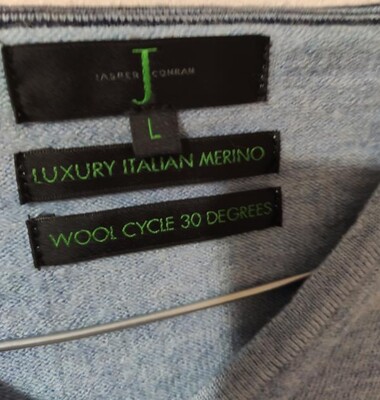 J
JASPER CONRAN
L
LUXURY ITALIAN MERINO
WOOL CYCLE 30 DEGREES